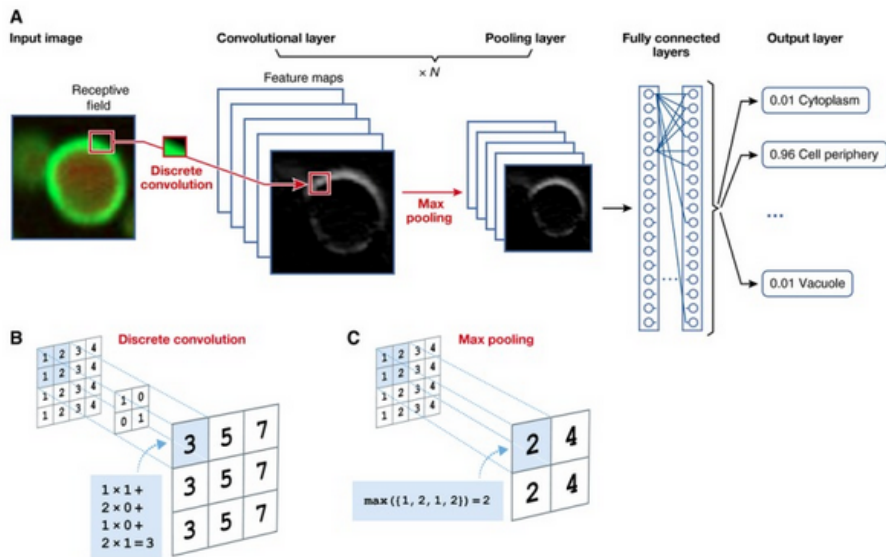 A
Input image
Convolutional layer
Pooling layer
Fully connected
layers
Output layer
× N
Receptive
field
Feature maps
Discrete
convolution
Max
pooling
0.01 Cytoplasm
0.96 Cell periphery
...
0.01 Vacuole
...
B
Discrete convolution
1 2 3 4
1 2 3 4
1 2 3 4
1 2 3 4
1 0
0 1
3 5 7
3 5 7
3 5 7
1 × 1 +
2 × 0 +
1 × 0 +
2 × 1 = 3
C
Max pooling
1 2 3 4
1 2 3 4
1 2 3 4
1 2 3 4
2 4
2 4
max({1, 2, 1, 2}) = 2